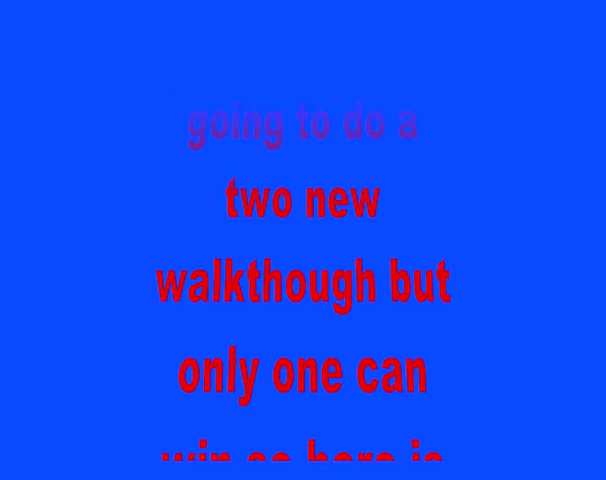 going to do a
two new
walkthough but
only one can
win so here is